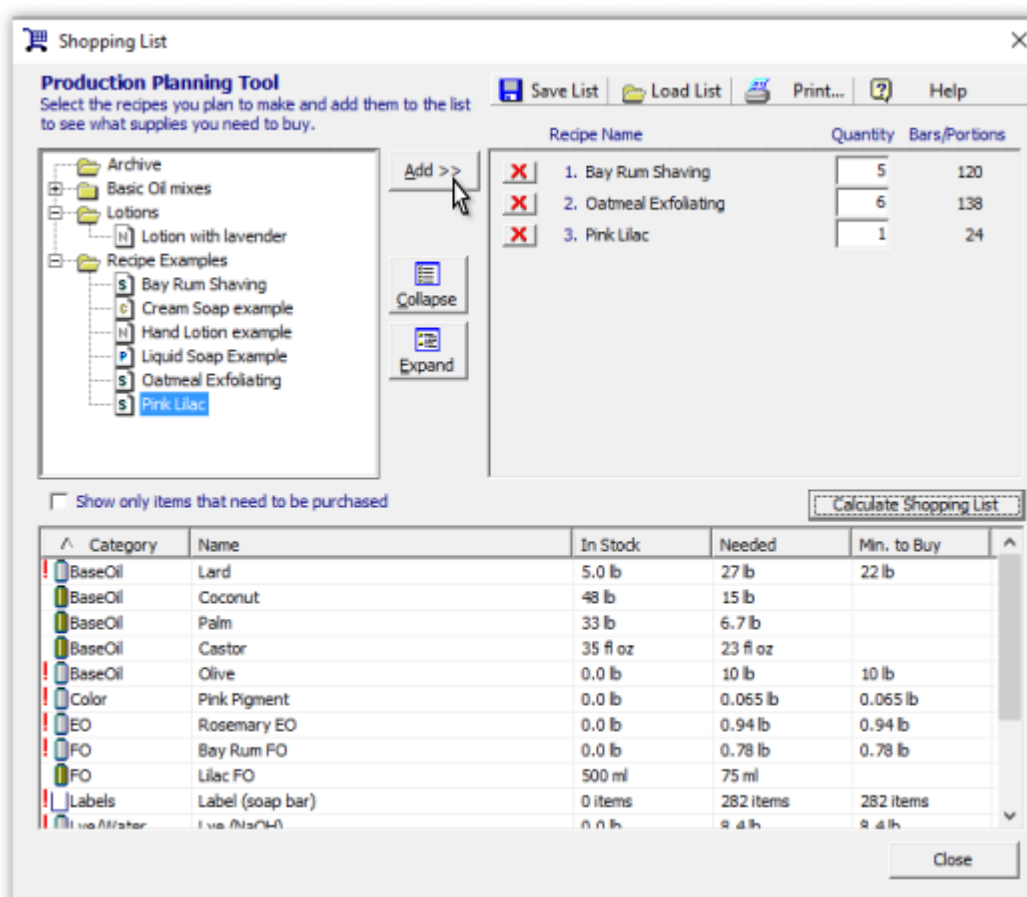 Shopping List
Production Planning Tool
Select the recipes you plan to make and add them to the list
to see what supplies you need to buy.
Save List Load List Print... Help
Recipe Name Quantity Bars/Portions
Archive
Basic Oil mixes
Lotions
Lotion with lavender
Recipe Examples
Bay Rum Shaving
Cream Soap example
Hand Lotion example
Liquid Soap Example
Oatmeal Exfoliating
Pink Lilac
Add >>
Collapse
Expand
1. Bay Rum Shaving 5 120
2. Oatmeal Exfoliating 6 138
3. Pink Lilac 1 24
Show only items that need to be purchased
Calculate Shopping List
Category Name In Stock Needed Min. to Buy
BaseOil Lard 5.0 lb 27 lb 22 lb
BaseOil Coconut 48 lb 15 lb
BaseOil Palm 33 lb 6.7 lb
BaseOil Castor 35 fl oz 23 fl oz
BaseOil Olive 0.0 lb 10 lb 10 lb
Color Pink Pigment 0.0 lb 0.065 lb 0.065 lb
EO Rosemary EO 0.0 lb 0.94 lb 0.94 lb
FO Bay Rum FO 0.0 lb 0.78 lb 0.78 lb
FO Lilac FO 500 ml 75 ml
Labels Label (soap bar) 0 items 282 items 282 items
Lye/Water Lye (NaOH) 0.0 lb
Close